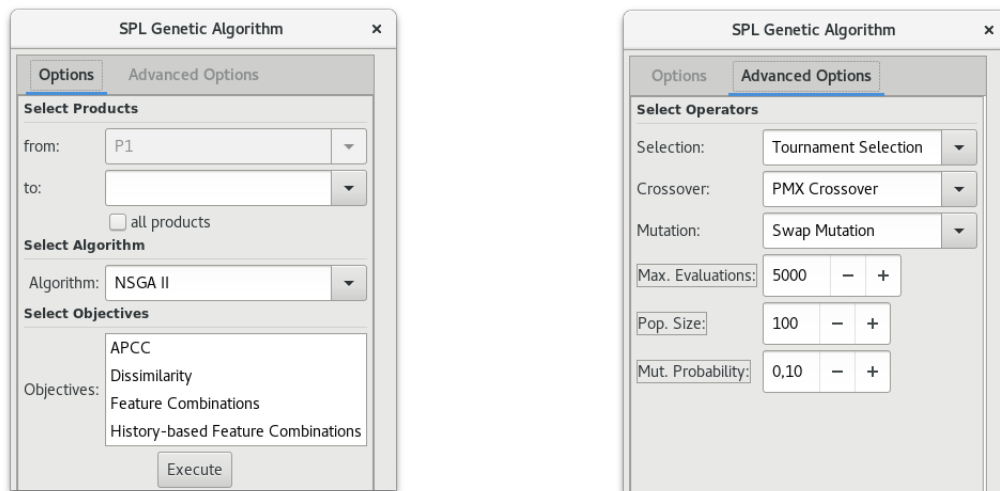 SPL Genetic Algorithm ×
Options Advanced Options
Select Products
from: P1
to:
all products
Select Algorithm
Algorithm: NSGA II
Select Objectives
Objectives:
APCC
Dissimilarity
Feature Combinations
History-based Feature Combinations
Execute
SPL Genetic Algorithm ×
Options Advanced Options
Select Operators
Selection: Tournament Selection
Crossover: PMX Crossover
Mutation: Swap Mutation
Max. Evaluations: 5000 − +
Pop. Size: 100 − +
Mut. Probability: 0,10 − +